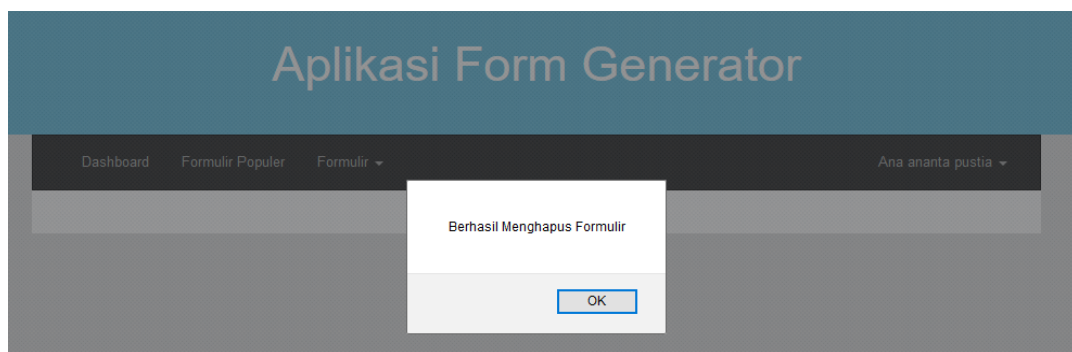 Aplikasi Form Generator
Dashboard Formulir Populer Formulir Ana ananta pustia
Berhasil Menghapus Formulir
OK